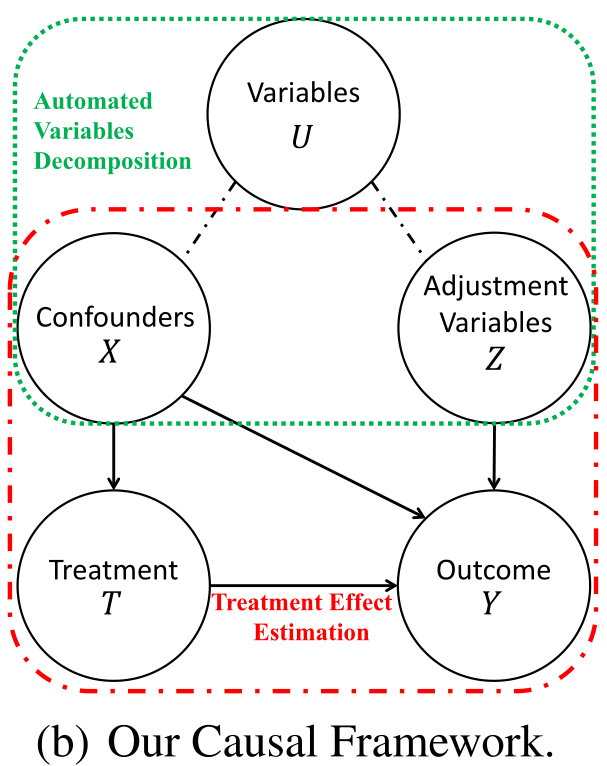 Automated
Variables
Decomposition
Variables
U
Confounders
X
Adjustment
Variables
Z
Treatment
T
Treatment Effect
Estimation
Outcome
Y
(b) Our Causal Framework.